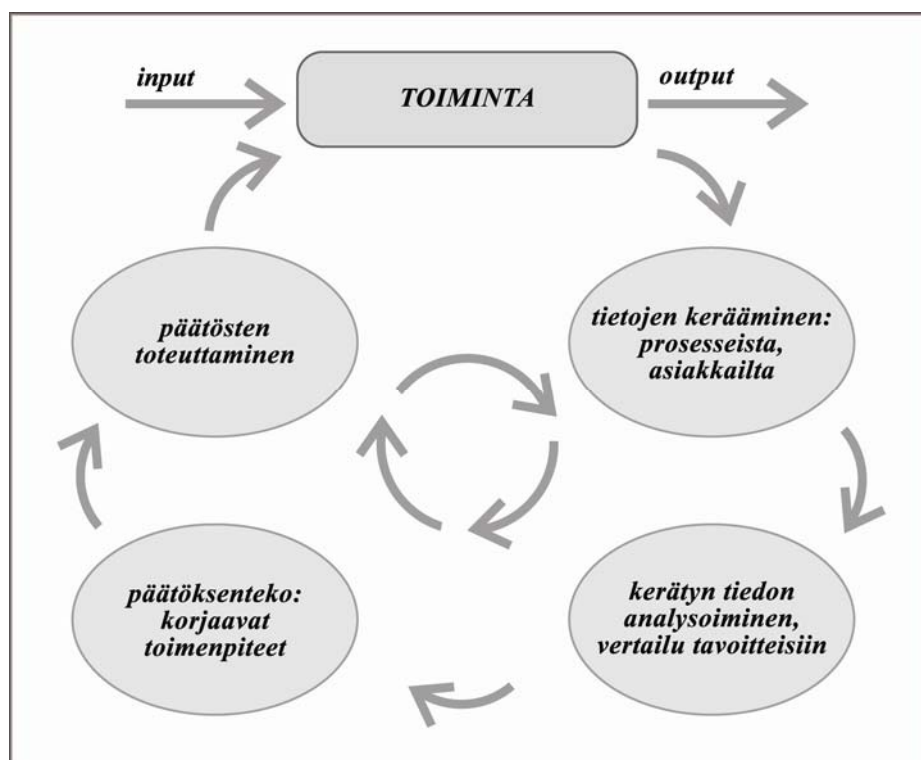 input
TOIMINTA
output
päätösten
toteuttaminen
tietojen kerääminen:
prosesseista,
asiakkailta
päätöksenteko:
korjaavat
toimenpiteet
kerätyn tiedon
analysoiminen,
vertailu tavoitteisiin